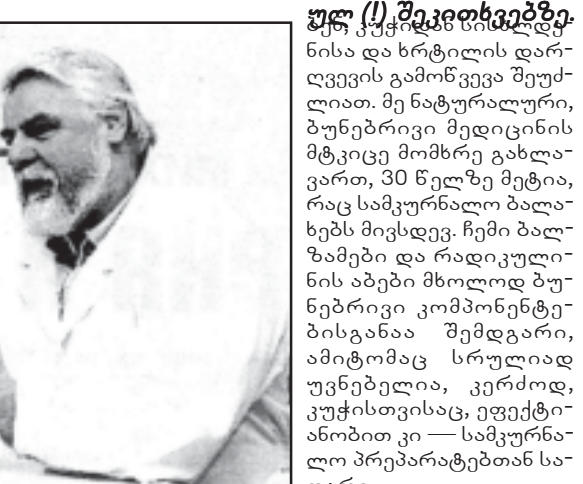 ულ (!) შეკითხვებზე.
ნისა და ხრტილის დარ-
ღვევის გამოწვევა შეუძ-
ლიათ. მე ნატურალური,
ბუნებრივი მედიცინის
მტკიცე მომხრე გახლა-
ვართ, 30 წელზე მეტია,
რაც სამკურნალო ბალა-
ხებს მივსდევ. ჩემი ბალ-
ზამები და რადიკული-
ნის აბები მხოლოდ ბუ-
ნებრივი კომპონენტე-
ბისგანაა შემდგარი,
ამიტომაც სრულიად
უვნებელია, კერძოდ,
კუჭისთვისაც, ეფექტი-
ანობით კი — სამკურნა-
ლო პრეპარატებთან სა-